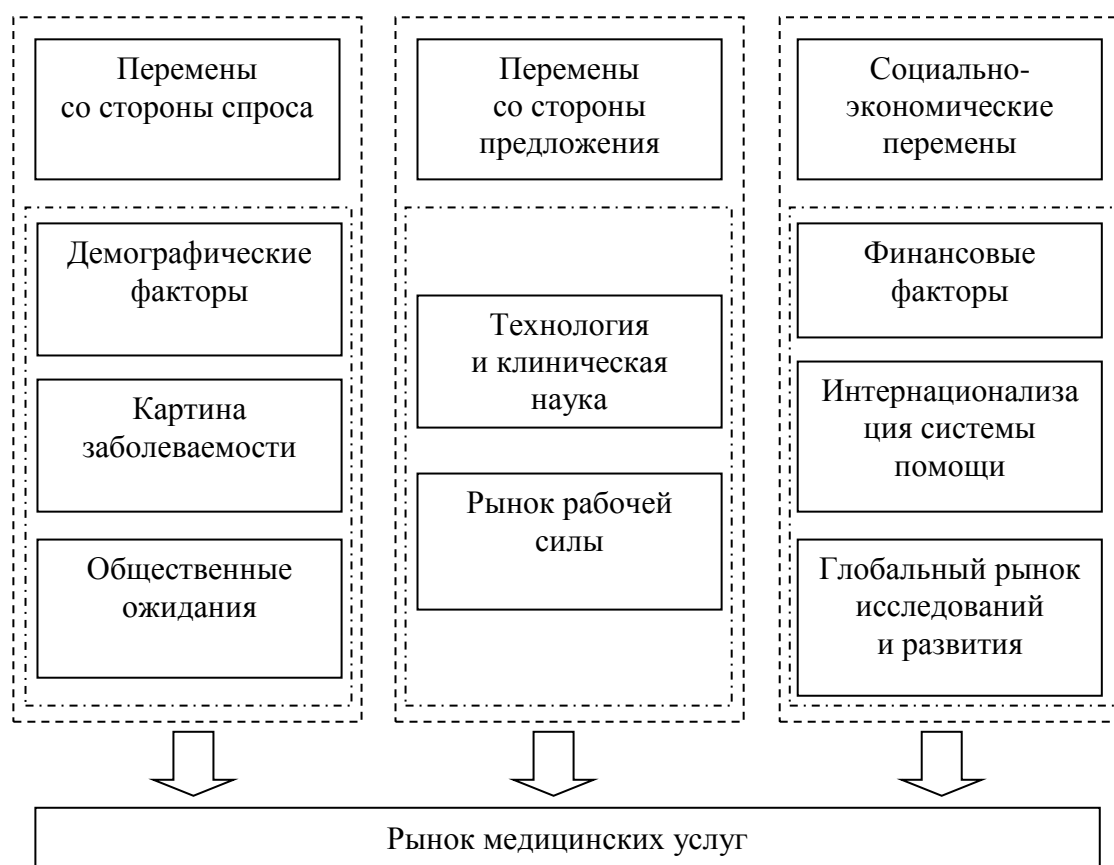 Перемены
со стороны спроса
Перемены
со стороны
предложения
Социально-
экономические
перемены
Демографические
факторы
Картина
заболеваемости
Общественные
ожидания
Технология
и клиническая
наука
Рынок рабочей
силы
Финансовые
факторы
Интернационализа
ция системы
помощи
Глобальный рынок
исследований
и развития
Рынок медицинских услуг